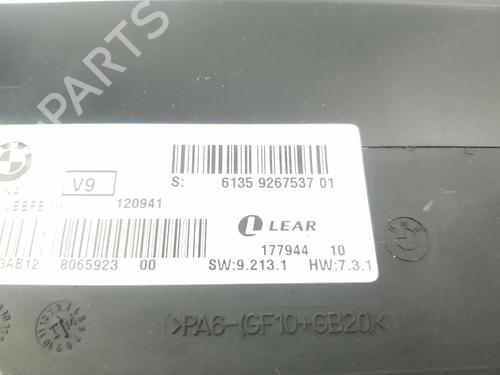 B-PARTS
V9
S: 6135 9267537 01
120941
LEAR
177944 10
3AB12 8065923 00 SW:9.213.1 HW:7.3.1
>PA6-(GF10+GB20)<